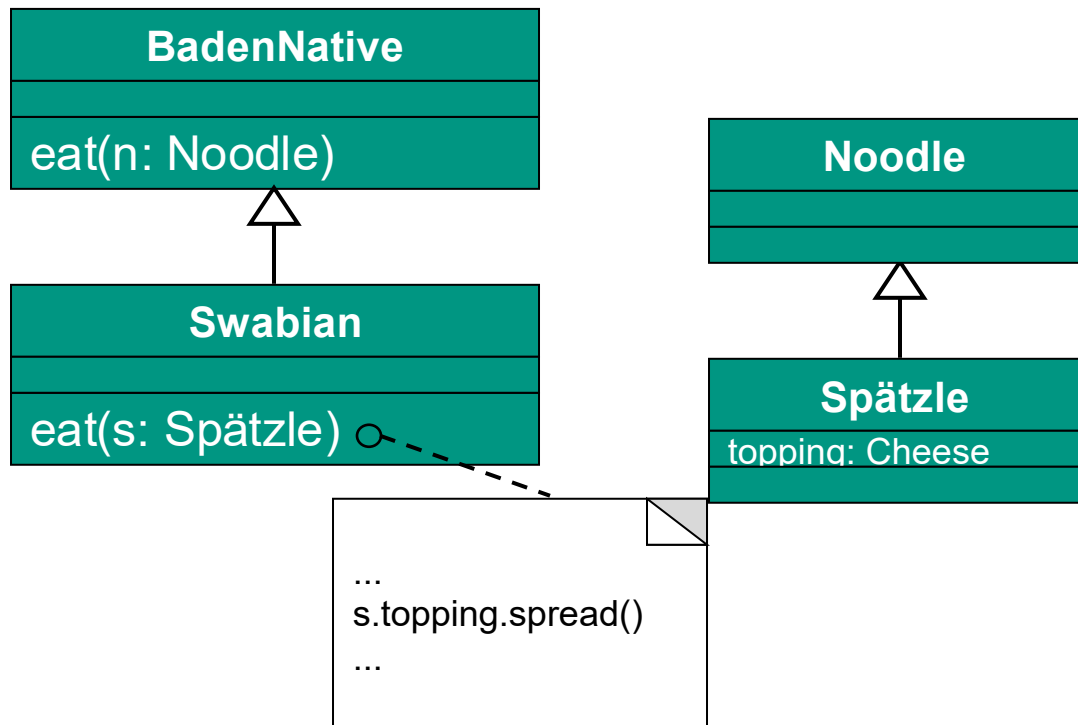 BadenNative
eat(n: Noodle)
Swabian
eat(s: Spätzle)
Noodle
Spätzle
topping: Cheese
...
s.topping.spread()
...